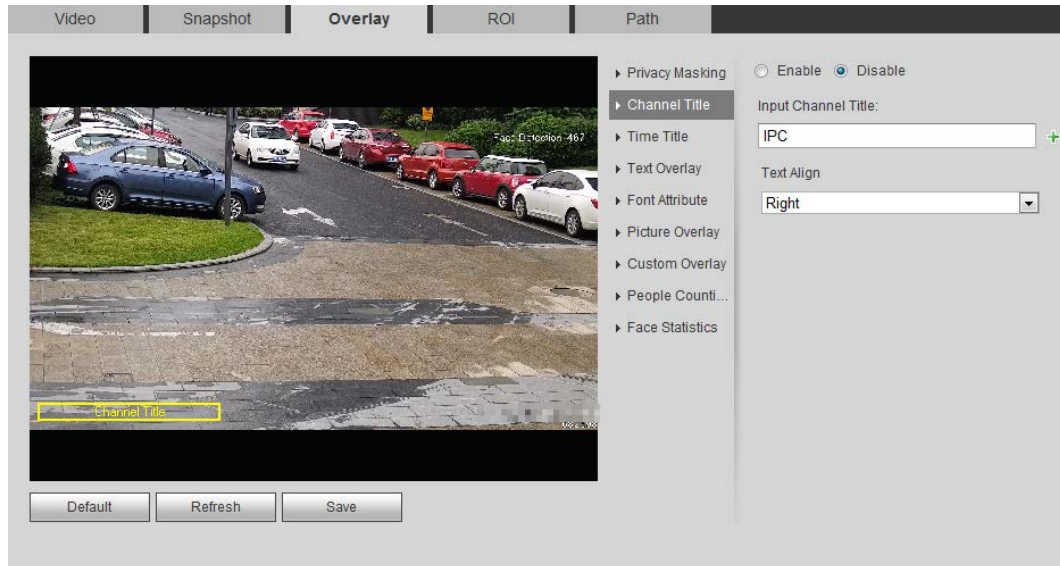 Video Snapshot Overlay ROI Path
Privacy Masking
Channel Title
Time Title
Text Overlay
Font Attribute
Picture Overlay
Custom Overlay
People Counti...
Face Statistics
Enable Disable
Input Channel Title:
IPC
Text Align
Right
Face Detection 467
Channel Title
Default Refresh Save